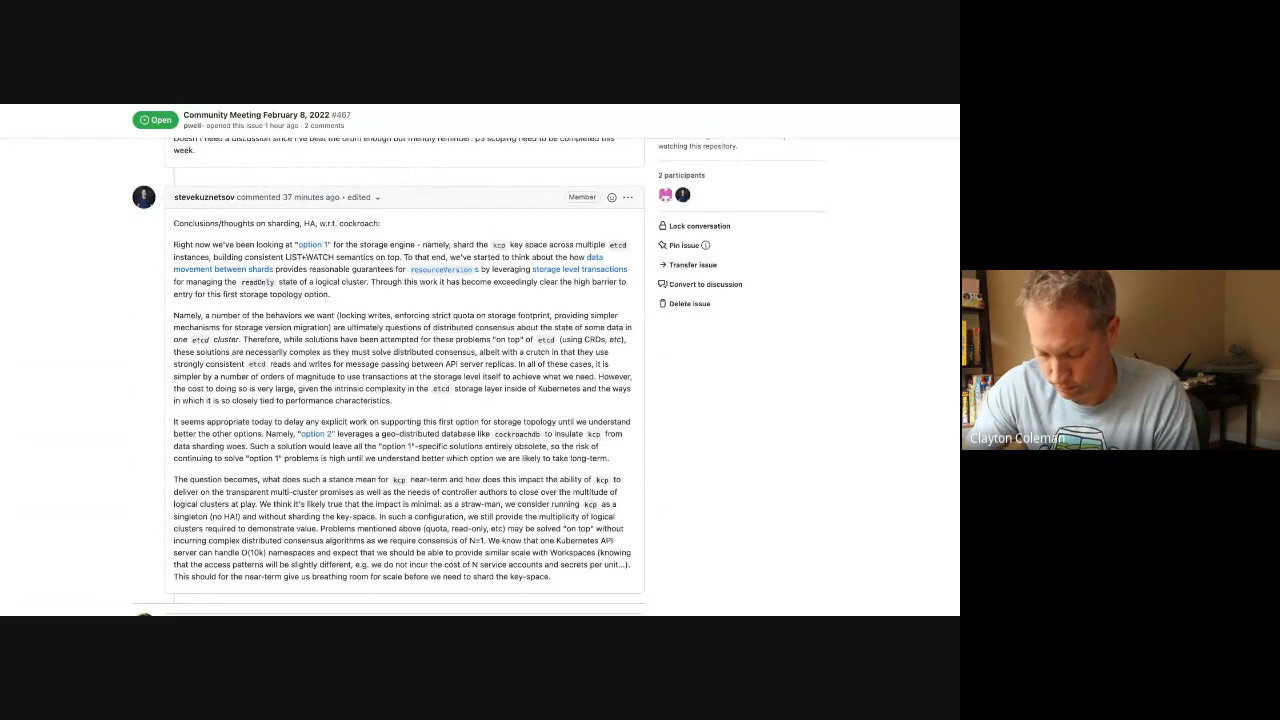 Open
Community Meeting February 8, 2022 #467
pweil- opened this issue 1 hour ago · 2 comments
Doesn't need a discussion since I've beat the drum enough but friendly reminder: p3 scoping need to be completed this
week.
watching this repository.
2 participants
stevekuznetsov commented 37 minutes ago · edited
Member
Lock conversation
Pin issue
Transfer issue
Convert to discussion
Delete issue
Conclusions/thoughts on sharding, HA, w.r.t. cockroach:
Right now we've been looking at "option 1" for the storage engine - namely, shard the kcp key space across multiple etcd
instances, building consistent LIST+WATCH semantics on top. To that end, we've started to think about the how data
movement between shards provides reasonable guarantees for resourceVersion s by leveraging storage level transactions
for managing the readOnly state of a logical cluster. Through this work it has become exceedingly clear the high barrier to
entry for this first storage topology option.
Namely, a number of the behaviors we want (locking writes, enforcing strict quota on storage footprint, providing simpler
mechanisms for storage version migration) are ultimately questions of distributed consensus about the state of some data in
one etcd cluster. Therefore, while solutions have been attempted for these problems "on top" of etcd (using CRDs, etc),
these solutions are necessarily complex as they must solve distributed consensus, albeit with a crutch in that they use
strongly consistent etcd reads and writes for message passing between API server replicas. In all of these cases, it is
simpler by a number of orders of magnitude to use transactions at the storage level itself to achieve what we need. However,
the cost to doing so is very large, given the intrinsic complexity in the etcd storage layer inside of Kubernetes and the ways
in which it is so closely tied to performance characteristics.
It seems appropriate today to delay any explicit work on supporting this first option for storage topology until we understand
better the other options. Namely, "option 2" leverages a geo-distributed database like cockroachdb to insulate kcp from
data sharding woes. Such a solution would leave all the "option 1"-specific solutions entirely obsolete, so the risk of
continuing to solve "option 1" problems is high until we understand better which option we are likely to take long-term.
The question becomes, what does such a stance mean for kcp near-term and how does this impact the ability of kcp to
deliver on the transparent multi-cluster promises as well as the needs of controller authors to close over the multitude of
logical clusters at play. We think it's likely true that the impact is minimal: as a straw-man, we consider running kcp as a
singleton (no HA!) and without sharding the key-space. In such a configuration, we still provide the multiplicity of logical
clusters required to demonstrate value. Problems mentioned above (quota, read-only, etc) may be solved "on top" without
incurring complex distributed consensus algorithms as we require consensus of N=1. We know that one Kubernetes API
server can handle O(10k) namespaces and expect that we should be able to provide similar scale with Workspaces (knowing
that the access patterns will be slightly different, e.g. we do not incur the cost of N service accounts and secrets per unit...).
This should for the near-term give us breathing room for scale before we need to shard the key-space.
Clayton Coleman